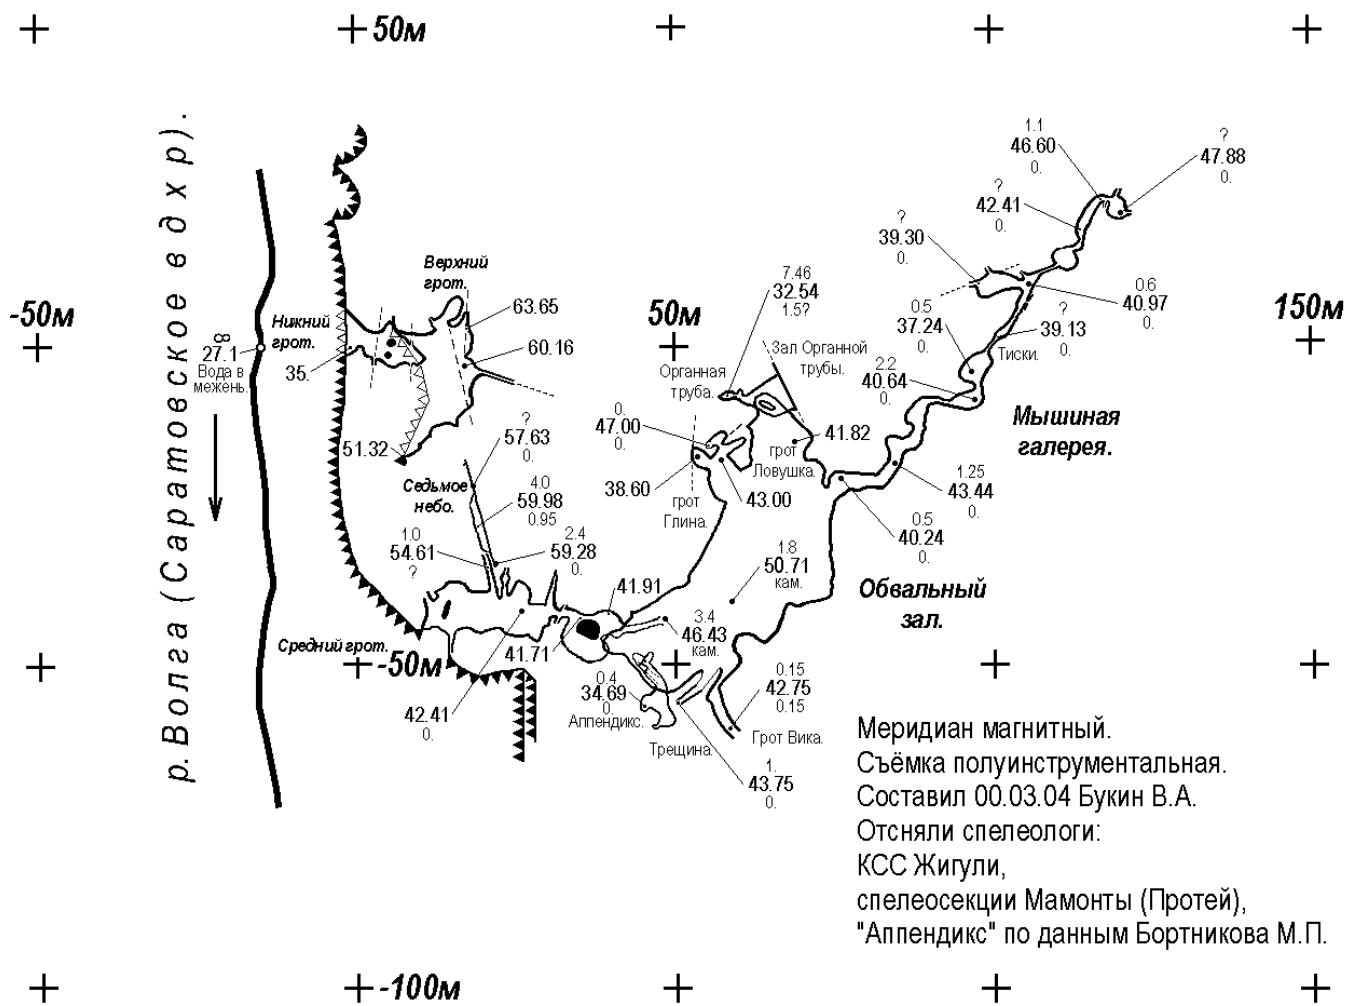 50м
-50м
50м
150м
-50м
-100м
р. Волга (Саратовское в д х р).
8
27.1
Вода в
межень.
Нижний
грот.
35.
Верхний
грот.
63.65
60.16
51.32
?
57.63
0.
Седьмое
небо.
4.0
59.98
0.95
1.0
54.61
?
2.4
59.28
0.
Средний грот.
42.41
0.
41.71
41.91
0.4
34.69
0.
Аппендикс.
Трещина.
3.4
46.43
кам.
1.8
50.71
кам.
0.15
42.75
0.15
Грот Вика.
1.
43.75
0.
Обвальный
зал.
7.46
32.54
1.5?
Органная
труба.
Зал Органной
трубы.
0.
47.00
0.
38.60
грот
Глина.
43.00
грот
Ловушка.
41.82
0.5
40.24
0.
1.25
43.44
0.
Мышиная
галерея.
2.2
40.64
0.
0.5
37.24
0.
Тиски.
?
39.13
0.
0.6
40.97
0.
?
39.30
0.
?
42.41
0.
1.1
46.60
0.
?
47.88
0.
Меридиан магнитный.
Съёмка полуинструментальная.
Составил 00.03.04 Букин В.А.
Отсняли спелеологи:
КСС Жигули,
спелеосекции Мамонты (Протей),
"Аппендикс" по данным Бортникова М.П.